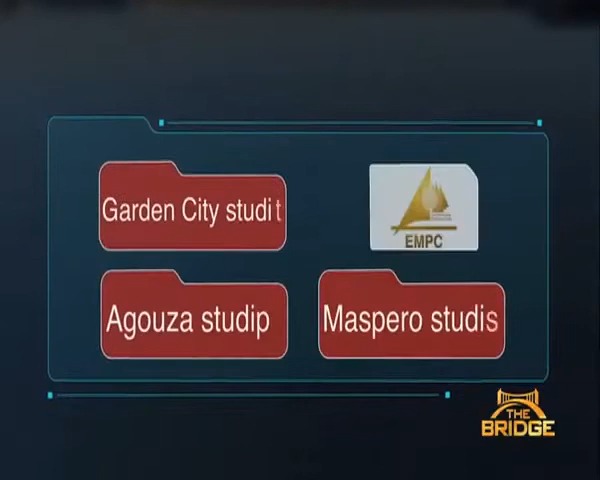 Garden City studi t
EMPC
Agouza studip
Maspero studis
THE
BRIDGE